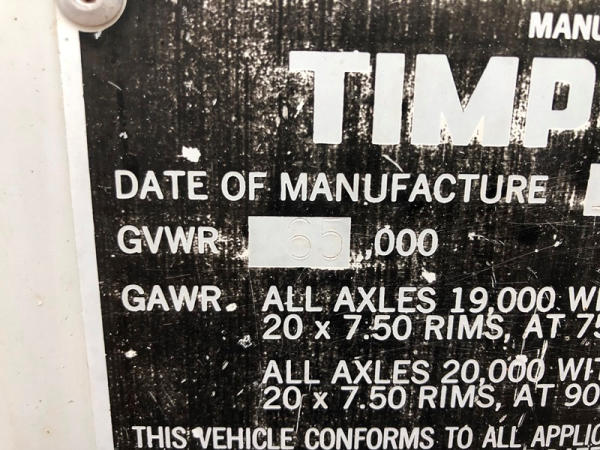 MANU
TIMP
DATE OF MANUFACTURE
GVWR 65,000
GAWR. ALL AXLES 19,000 WI
20 x 7.50 RIMS, AT 75
ALL AXLES 20,000 WIT
20 x 7.50 RIMS, AT 90
THIS VEHICLE CONFORMS TO ALL APPLIC